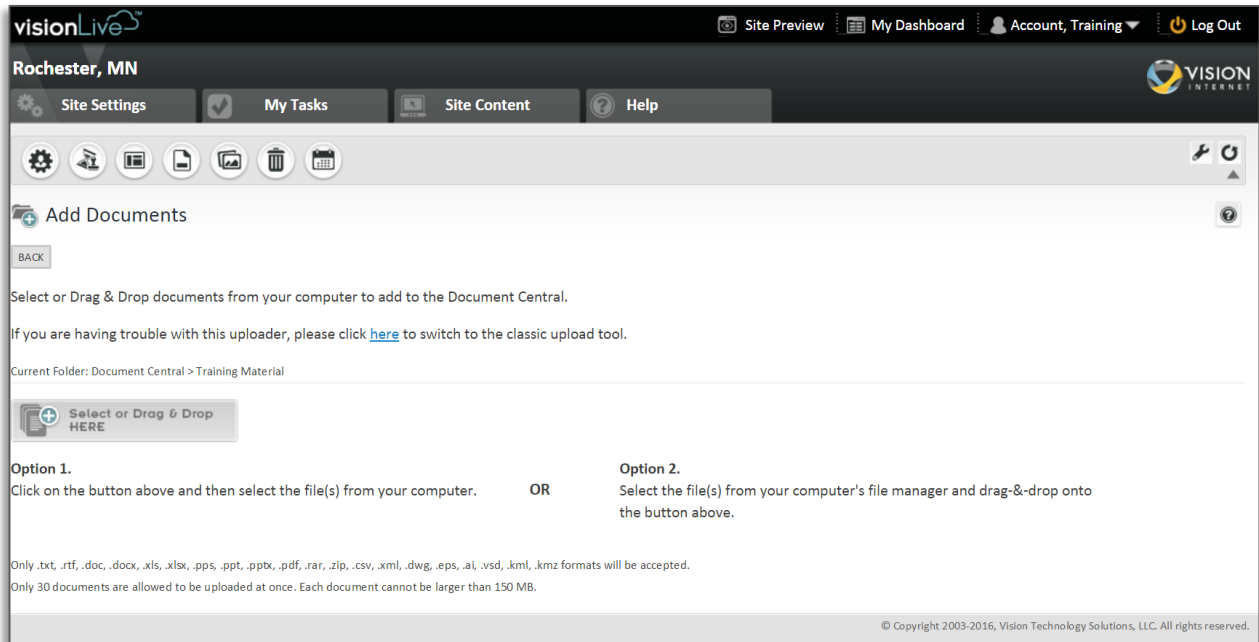 visionLive™
Site Preview
My Dashboard
Account, Training
Log Out
Rochester, MN
VISION
INTERNET
Site Settings
My Tasks
Site Content
Help
Add Documents
BACK
Select or Drag & Drop documents from your computer to add to the Document Central.
If you are having trouble with this uploader, please click here to switch to the classic upload tool.
Current Folder: Document Central > Training Material
Select or Drag & Drop
HERE
Option 1.
Click on the button above and then select the file(s) from your computer.
OR
Option 2.
Select the file(s) from your computer's file manager and drag-&-drop onto
the button above.
Only .txt, .rtf, .doc, .docx, .xls, .xlsx, .pps, .ppt, .pptx, .pdf, .rar, .zip, .csv, .xml, .dwg, .eps, .ai, .vsd, .kml, .kmz formats will be accepted.
Only 30 documents are allowed to be uploaded at once. Each document cannot be larger than 150 MB.
© Copyright 2003-2016, Vision Technology Solutions, LLC. All rights reserved.